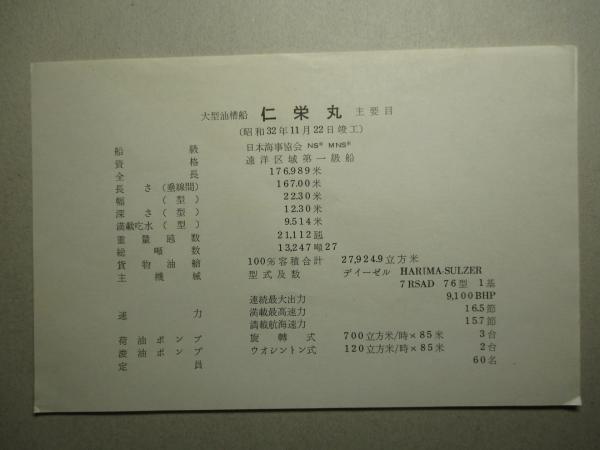 大型油槽船 仁栄丸 主要目
(昭和32年11月22日竣工)
船級 日本海事協会 NS* MNS*
資格 遠洋区域第一級船
全長 176.989米
長さ(垂線間) 167.00米
幅(型) 22.30米
深さ(型) 12.30米
満載吃水(型) 9.514米
重量噸数 21,112瓲
総噸数 13,247噸27
貨物油艙 100%容積合計 27,924.9立方米
主機械 型式及数 デイーゼル HARIMA-SULZER
7RSAD 76型 1基
連続最大出力 9,100BHP
速力 満載最高速力 16.5節
満載航海速力 15.7節
荷油ポンプ 旋轉式 700立方米/時×85米 3台
浚油ポンプ ウオシントン式 120立方米/時×85米 2台
定員 60名